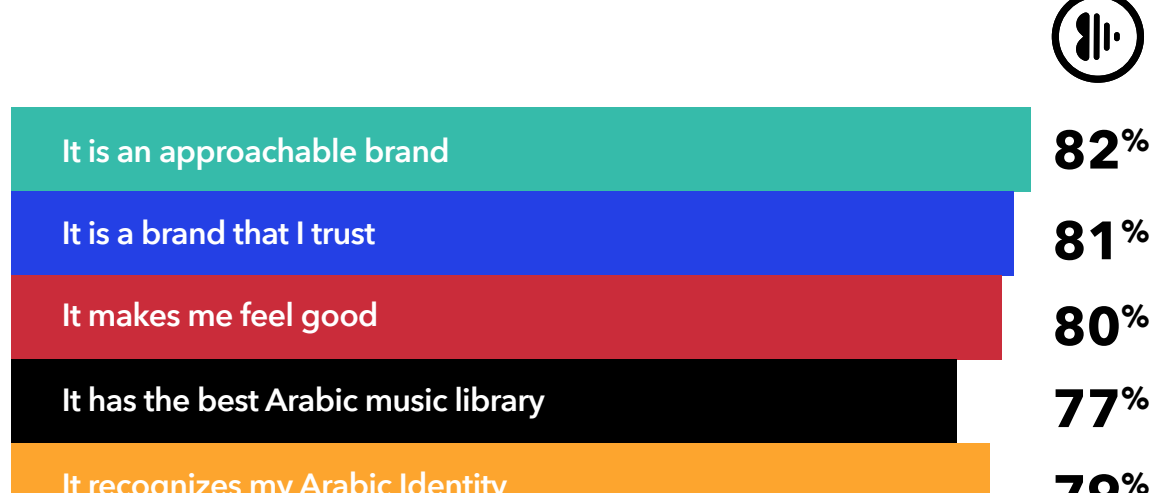 It is an approachable brand 82%
It is a brand that I trust 81%
It makes me feel good 80%
It has the best Arabic music library 77%
It recognizes my Arabic Identity 79%